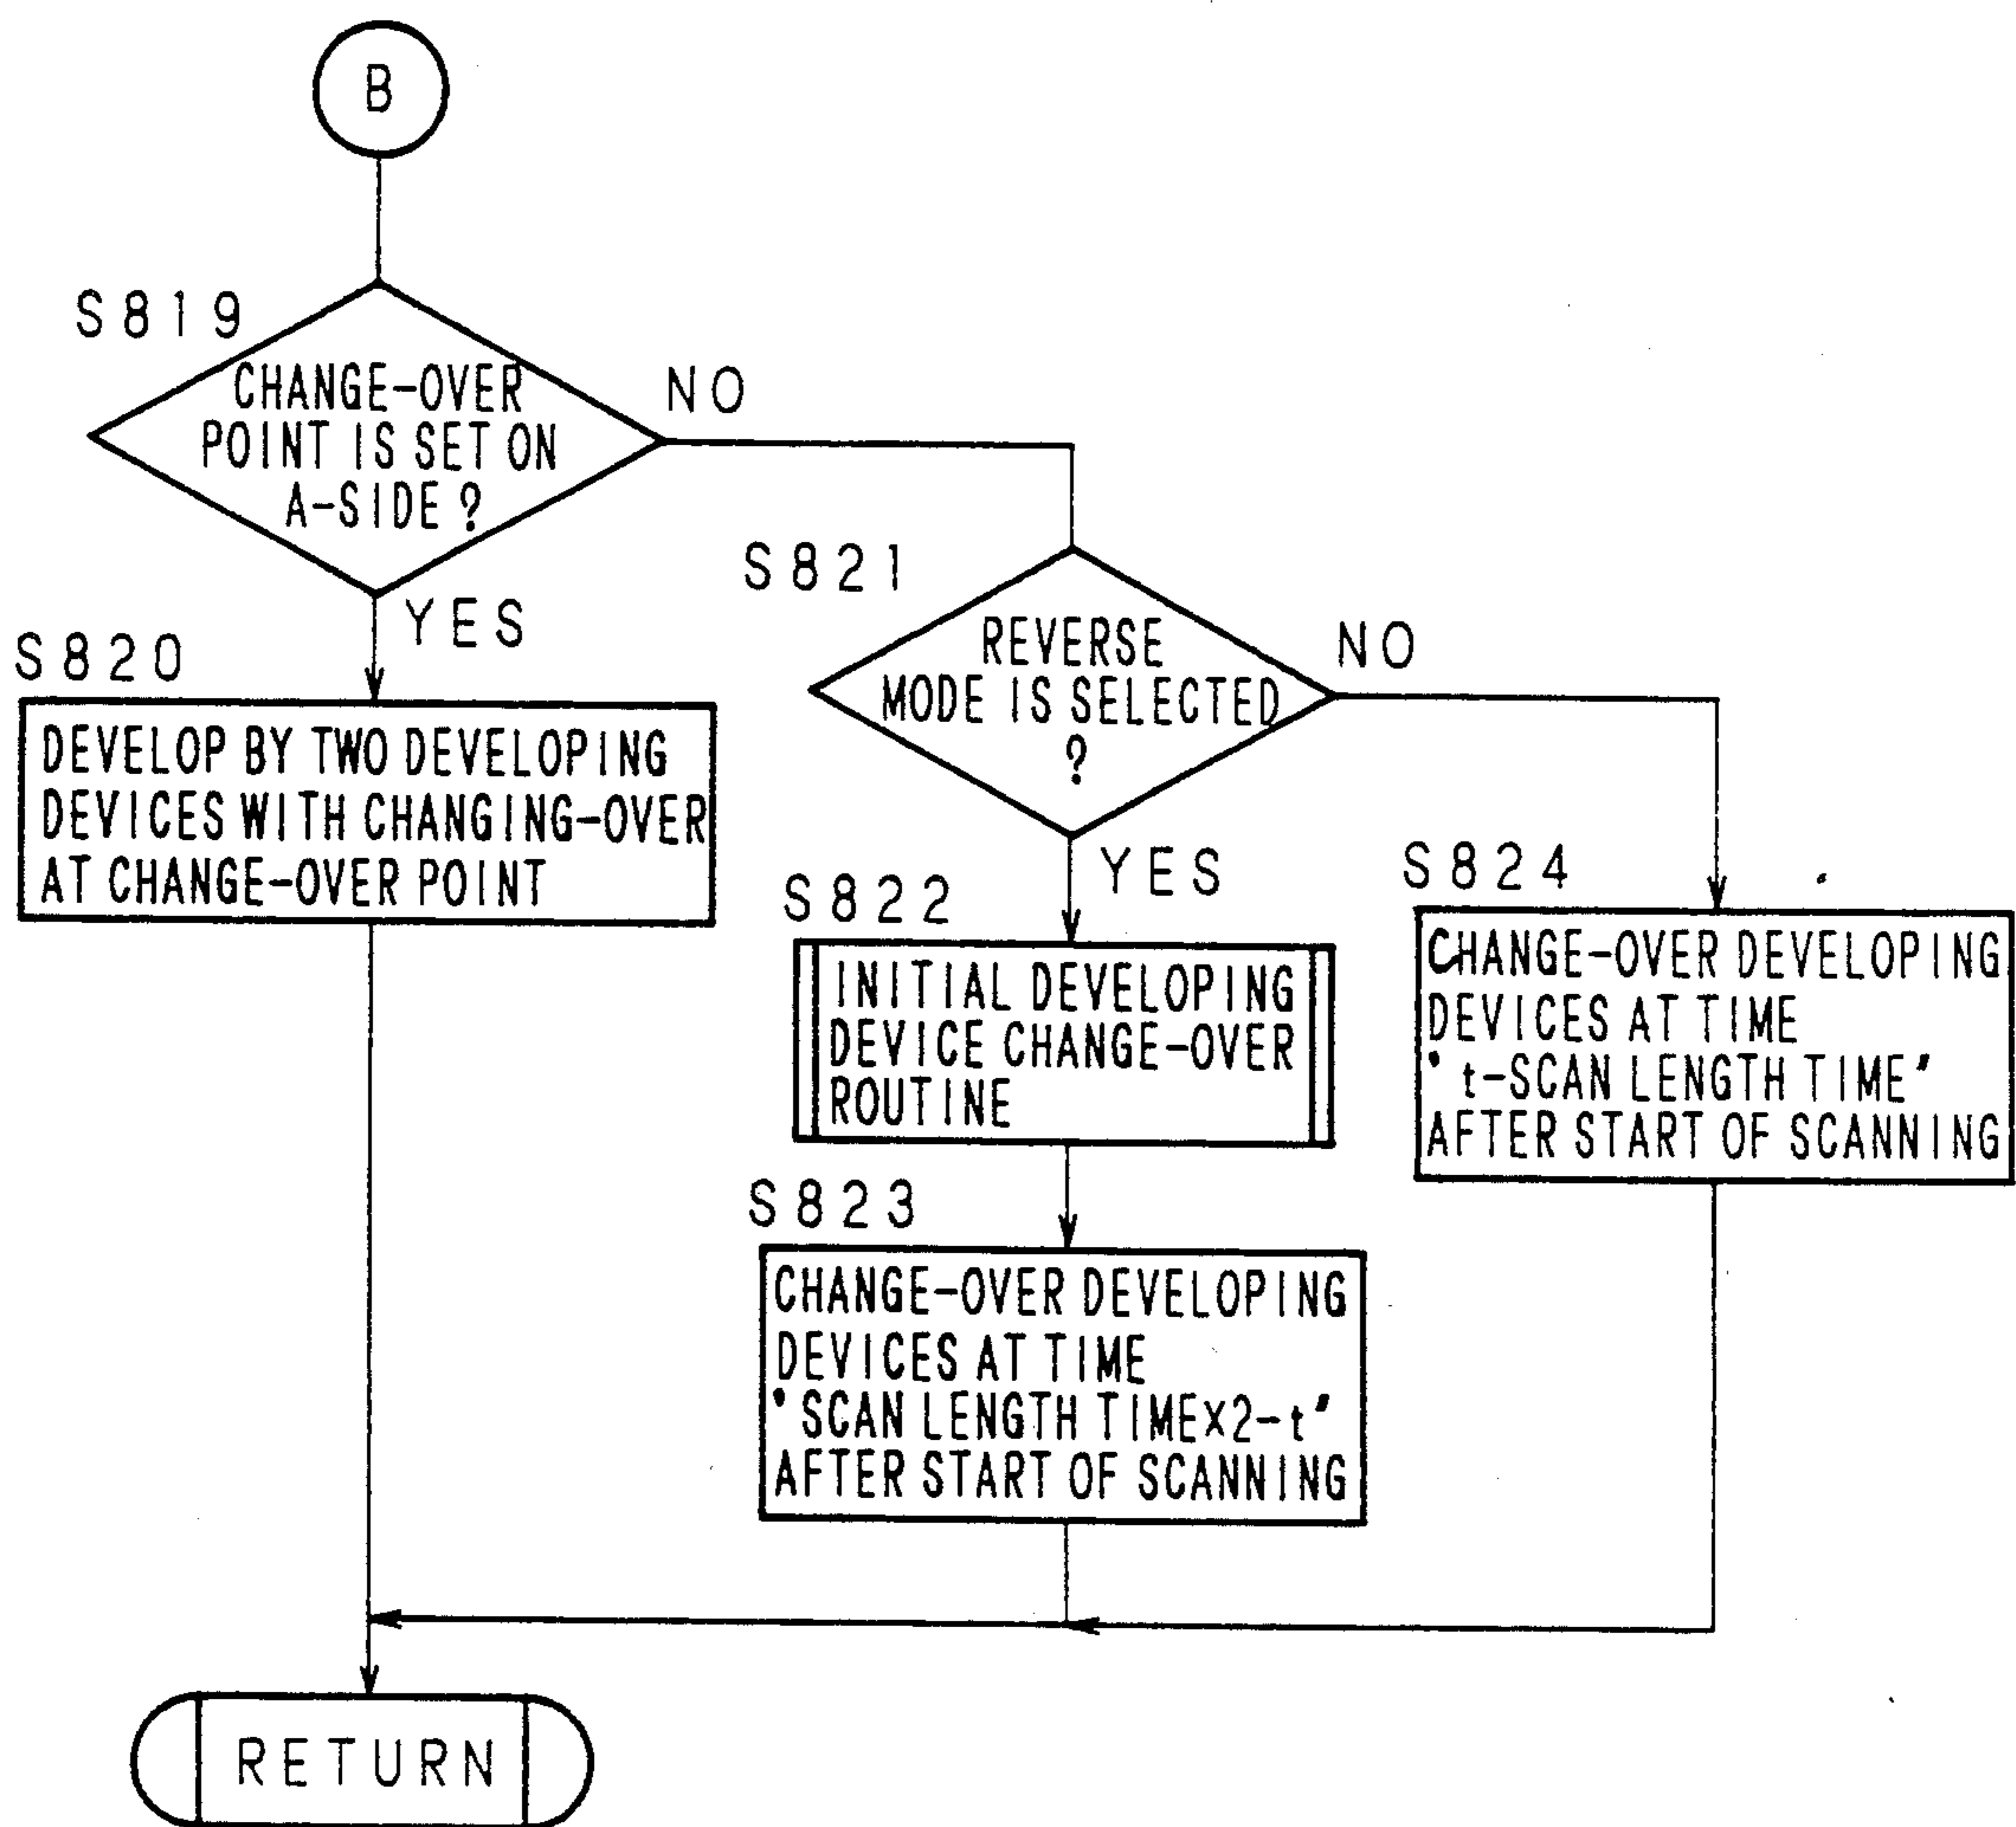 B
S819
CHANGE-OVER
POINT IS SET ON
A-SIDE?
NO
YES
S820
DEVELOP BY TWO DEVELOPING
DEVICES WITH CHANGING-OVER
AT CHANGE-OVER POINT
S821
REVERSE
MODE IS SELECTED
?
NO
YES
S822
INITIAL DEVELOPING
DEVICE CHANGE-OVER
ROUTINE
S823
CHANGE-OVER DEVELOPING
DEVICES AT TIME
"SCAN LENGTH TIME×2-t"
AFTER START OF SCANNING
S824
CHANGE-OVER DEVELOPING
DEVICES AT TIME
"t-SCAN LENGTH TIME"
AFTER START OF SCANNING
RETURN